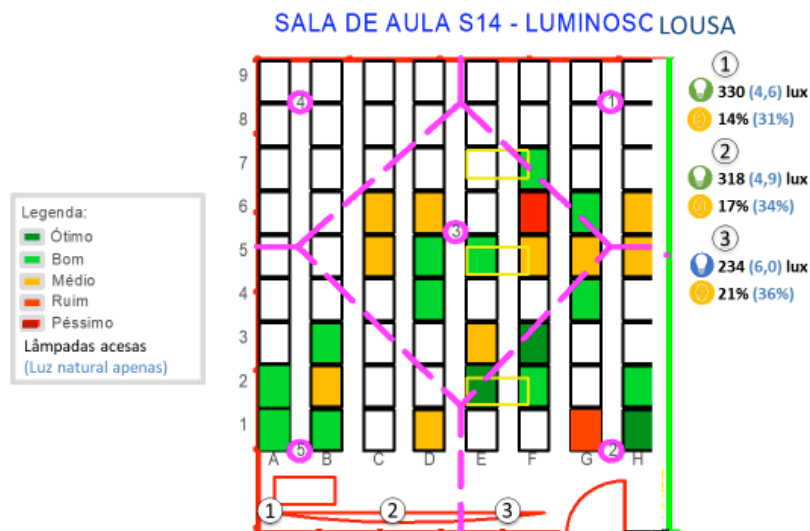 SALA DE AULA S14 - LUMINOSC LOUSA
1
330 (4,6) lux
14% (31%)
2
318 (4,9) lux
17% (34%)
3
234 (6,0) lux
21% (36%)
9
8
7
6
5
4
3
2
1
4
1
3
5
2
A B C D E F G H
1 2 3
Legenda:
Ótimo
Bom
Médio
Ruim
Péssimo
Lâmpadas acesas
(Luz natural apenas)